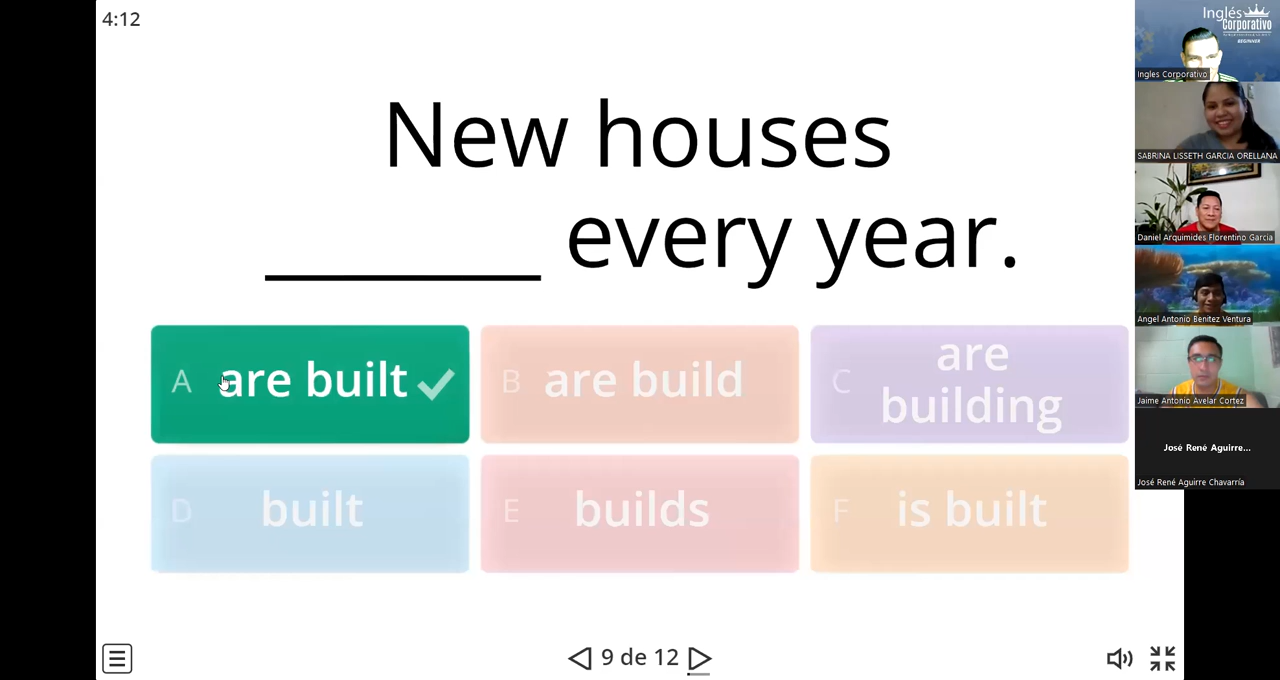 4:12
New houses
________ every year.
A are built
B are build
C are
building
D built
E builds
F is built
9 de 12
Inglés
Corporativo
BEGINNER
Ingles Corporativo
SABRINA LISSETH GARCIA ORELLANA
Daniel Arquimides Florentino Garcia
Angel Antonio Benitez Ventura
Jaime Antonio Avelar Cortez
José René Aguirre...
José René Aguirre Chavarría